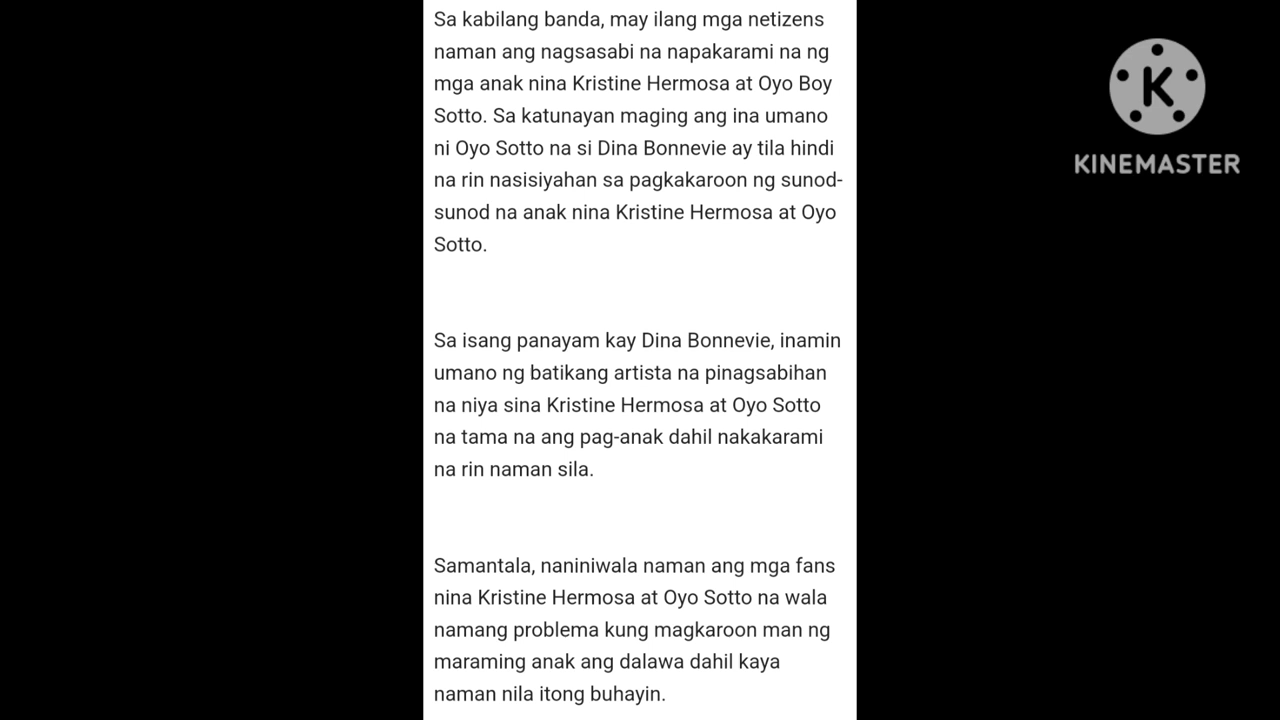 Sa kabilang banda, may ilang mga netizens
naman ang nagsasabi na napakarami na ng
mga anak nina Kristine Hermosa at Oyo Boy
Sotto. Sa katunayan maging ang ina umano
ni Oyo Sotto na si Dina Bonnevie ay tila hindi
na rin nasisiyahan sa pagkakaroon ng sunod-
sunod na anak nina Kristine Hermosa at Oyo
Sotto.
Sa isang panayam kay Dina Bonnevie, inamin
umano ng batikang artista na pinagsabihan
na niya sina Kristine Hermosa at Oyo Sotto
na tama na ang pag-anak dahil nakakarami
na rin naman sila.
Samantala, naniniwala naman ang mga fans
nina Kristine Hermosa at Oyo Sotto na wala
namang problema kung magkaroon man ng
maraming anak ang dalawa dahil kaya
naman nila itong buhayin.
K
KINEMASTER